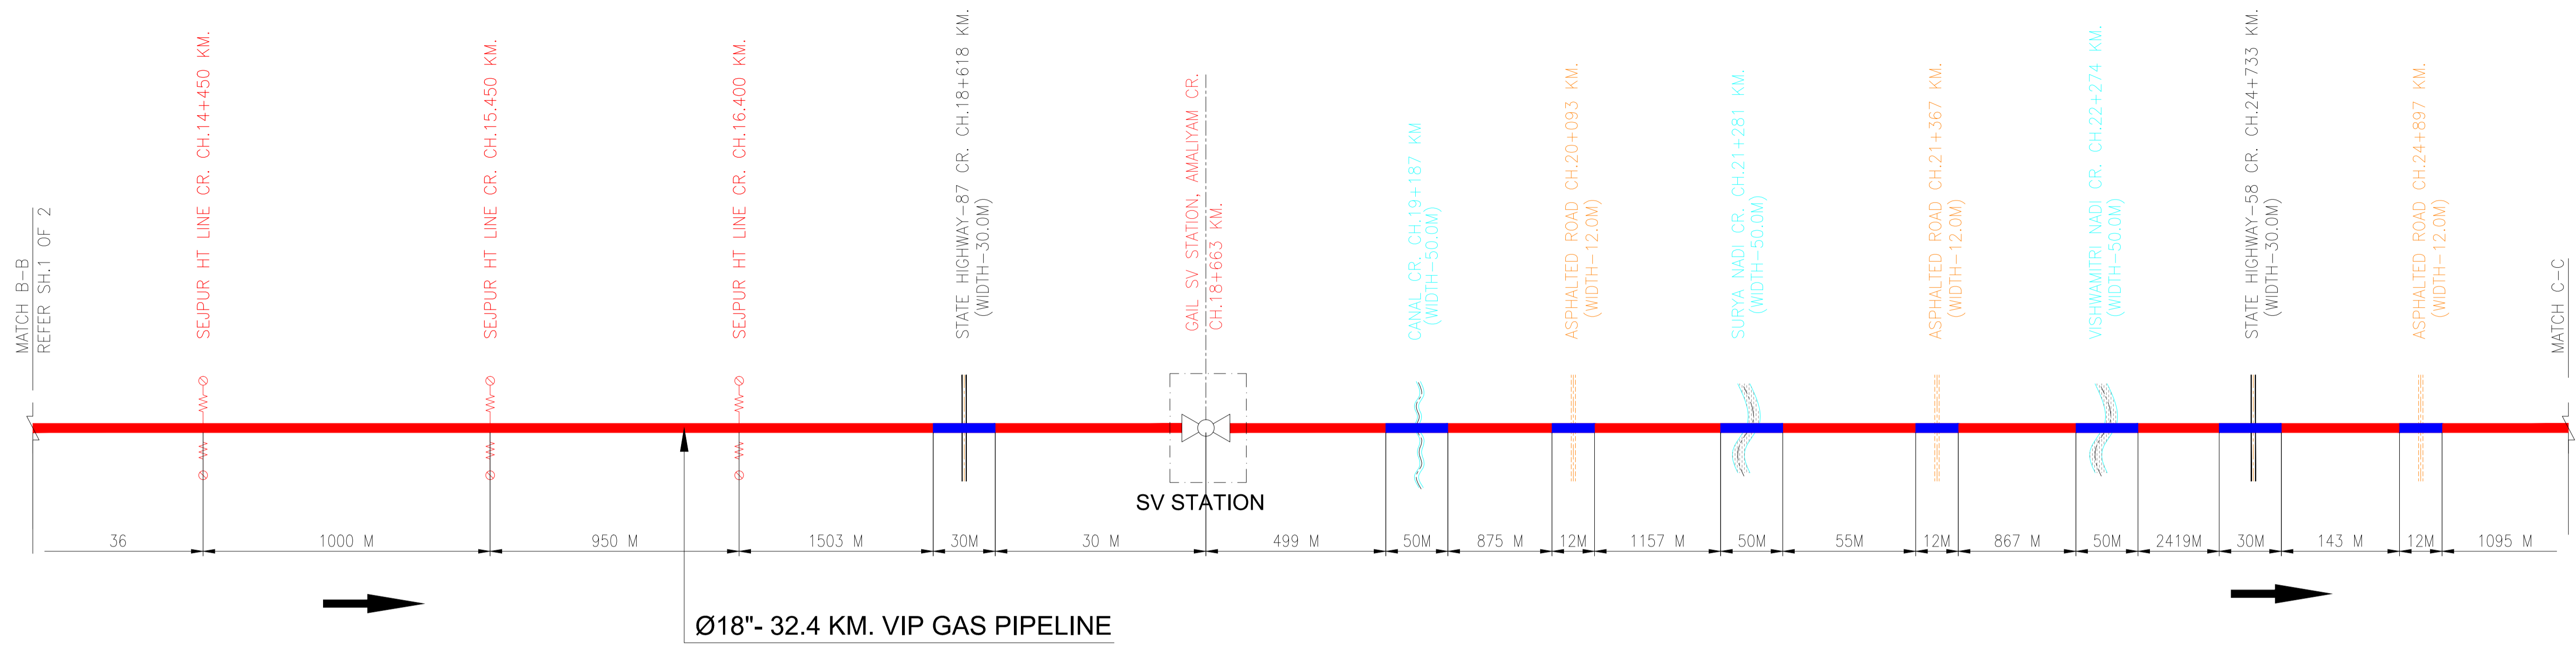 MATCH B-B
REFER SH.1 OF 2
SEJPUR HT LINE CR. CH.14+450 KM.
SEJPUR HT LINE CR. CH.15.450 KM.
SEJPUR HT LINE CR. CH.16.400 KM.
STATE HIGHWAY-87 CR. CH.18+618 KM.
(WIDTH-30.0M)
GAIL SV STATION, AMALIYAM CR.
CH.18+663 KM.
CANAL CR. CH.19+187 KM
(WIDTH-50.0M)
ASPHALTED ROAD CH.20+093 KM.
(WIDTH-12.0M)
SURYA NADI CR. CH.21+281 KM.
(WIDTH-50.0M)
ASPHALTED ROAD CH.21+367 KM.
(WIDTH-12.0M)
VISHWAMITRI NADI CR. CH.22+274 KM.
(WIDTH-50.0M)
STATE HIGHWAY-58 CR. CH.24+733 KM.
(WIDTH-30.0M)
ASPHALTED ROAD CH.24+897 KM.
(WIDTH-12.0M)
MATCH C-C
SV STATION
36
1000 M
950 M
1503 M
30M
30 M
499 M
50M
875 M
12M
1157 M
50M
55M
12M
867 M
50M
2419M
30M
143 M
12M
1095 M
Ø18"- 32.4 KM. VIP GAS PIPELINE